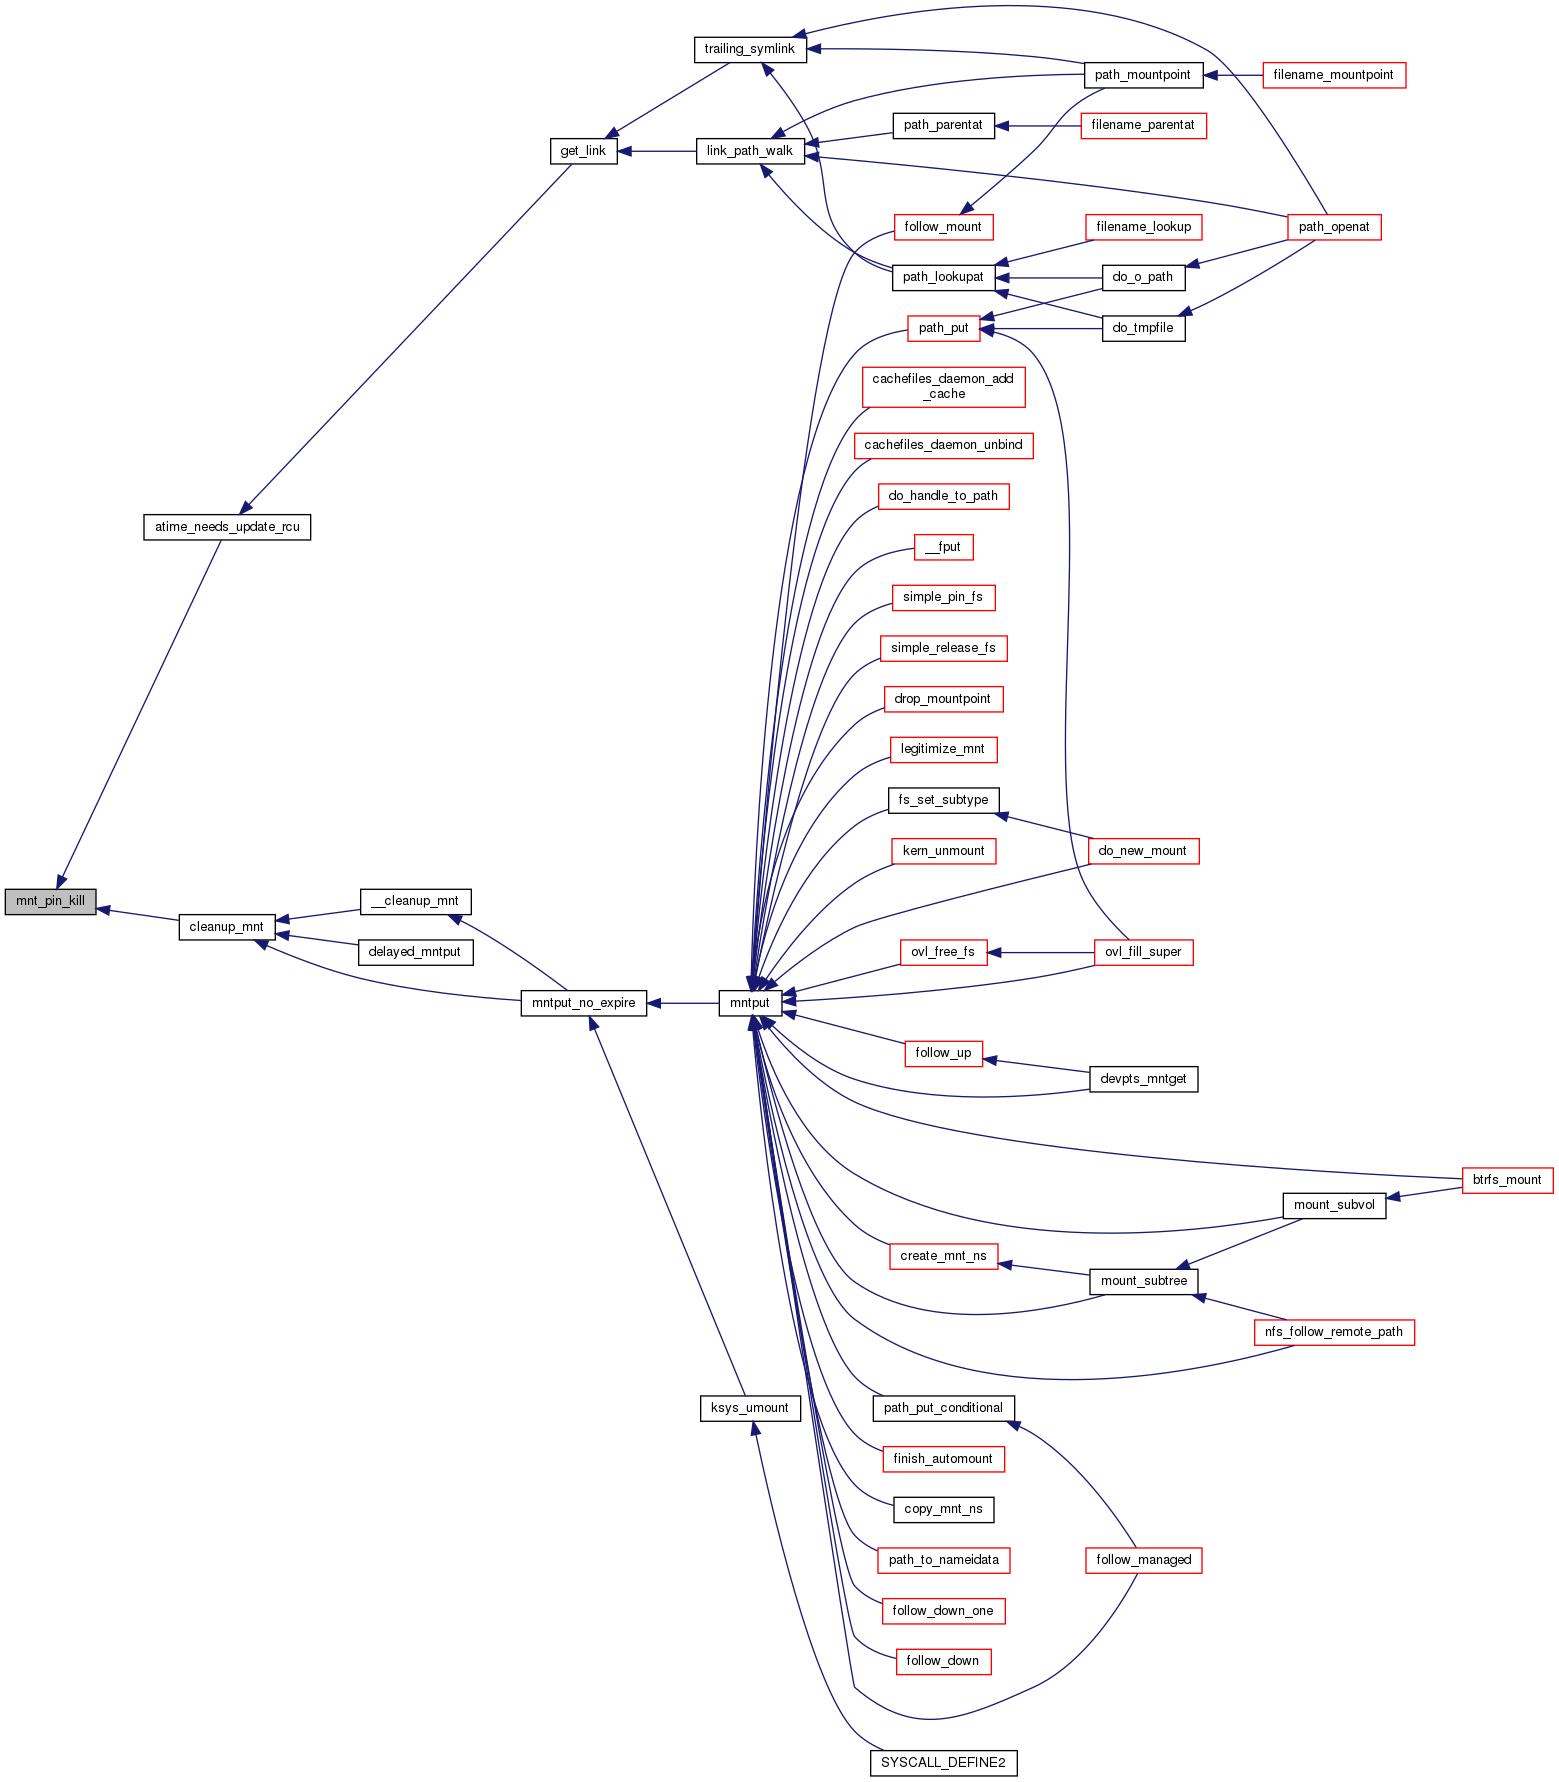 trailing_symlink
path_mountpoint
filename_mountpoint
path_parentat
filename_parentat
get_link
link_path_walk
follow_mount
filename_lookup
path_openat
path_lookupat
do_o_path
path_put
do_tmpfile
cachefiles_daemon_add
_cache
cachefiles_daemon_unbind
do_handle_to_path
atime_needs_update_rcu
__fput
simple_pin_fs
simple_release_fs
drop_mountpoint
legitimize_mnt
fs_set_subtype
kern_unmount
do_new_mount
mnt_pin_kill
__cleanup_mnt
cleanup_mnt
delayed_mntput
ovl_free_fs
ovl_fill_super
mntput_no_expire
mntput
follow_up
devpts_mntget
btrfs_mount
mount_subvol
create_mnt_ns
mount_subtree
nfs_follow_remote_path
ksys_umount
path_put_conditional
finish_automount
copy_mnt_ns
path_to_nameidata
follow_managed
follow_down_one
follow_down
SYSCALL_DEFINE2